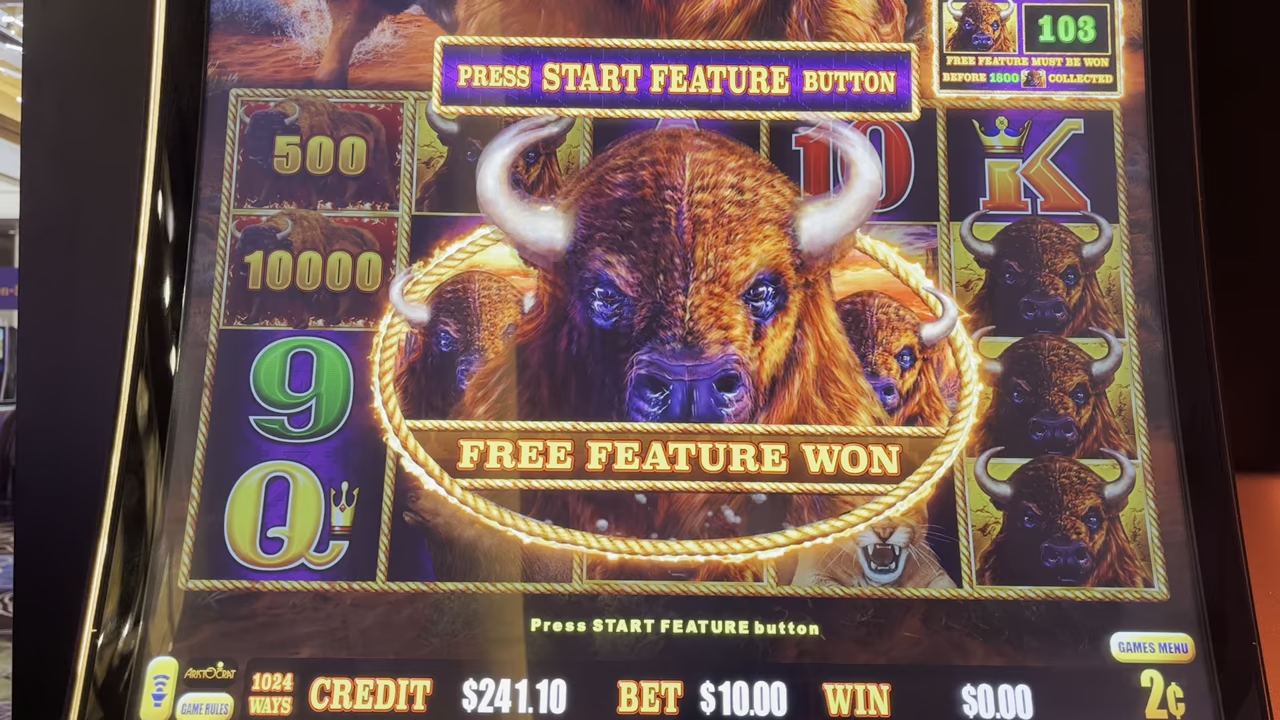 103
FREE FEATURE MUST BE WON
BEFORE 1800 COLLECTED
PRESS START FEATURE BUTTON
500
10
K
10000
9
FREE FEATURE WON
Q
Press START FEATURE button
GAMES MENU
ARISTOCRAT
GAME RULES
1024 WAYS
CREDIT $241.10 BET $10.00 WIN $0.00 2¢